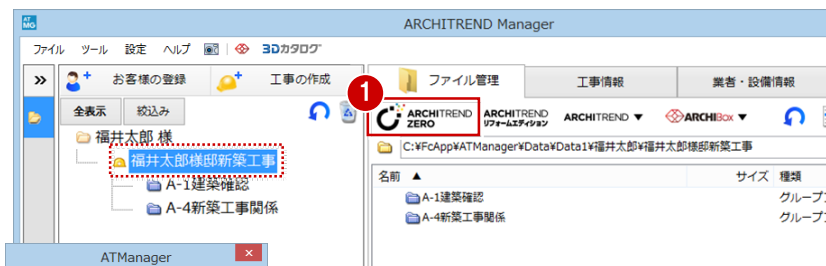 AT MG ARCHITREND Manager
ファイル ツール 設定 ヘルプ 3Dカタログ
» お客様の登録 工事の作成 ファイル管理 工事情報 業者・設備情報
1
全表示 絞込み ARCHITREND ZERO ARCHITREND リフォームエディション ARCHITREND ▼ ARCHIBOX ▼
福井太郎 様 C:¥FcApp¥ATManager¥Data¥Data1¥福井太郎¥福井太郎様邸新築工事
福井太郎様邸新築工事 名前 ▲ サイズ 種類
A-1建築確認 A-1建築確認 グループ
A-4新築工事関係 A-4新築工事関係 グループ
ATManager ×